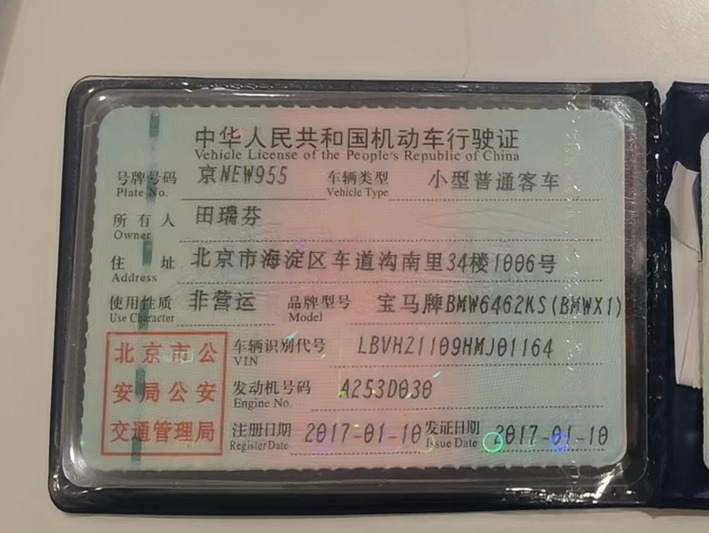 中华人民共和国机动车行驶证
Vehicle License of the People's Republic of China
号牌号码 京NEW955 车辆类型 小型普通客车
Plate No. Vehicle Type
所有人 田瑞芬
Owner
住址 北京市海淀区车道沟南里34楼1006号
Address
使用性质 非营运 品牌型号 宝马牌BMW6462KS(BMWX1)
Use Character Model
北京市公
安局公安
交通管理局
车辆识别代号 LBVHZ1109HMJ01164
VIN
发动机号码 A253D030
Engine No.
注册日期 2017-01-10 发证日期 2017-01-10
Register Date Issue Date